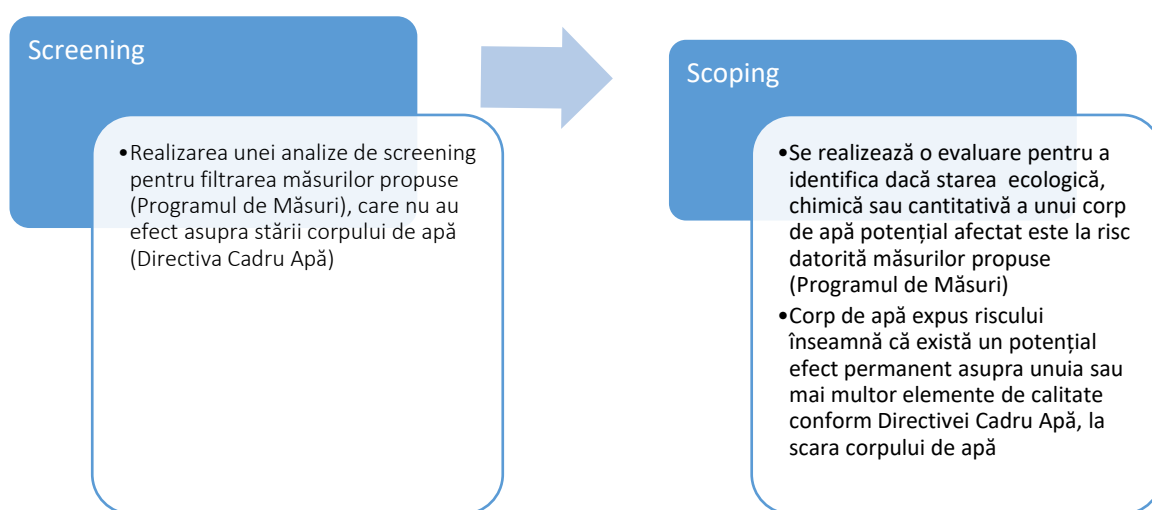 Screening
•Realizarea unei analize de screening
pentru filtrarea măsurilor propuse
(Programul de Măsuri), care nu au
efect asupra stării corpului de apă
(Directiva Cadru Apă)
Scoping
•Se realizează o evaluare pentru a
identifica dacă starea  ecologică,
chimică sau cantitativă a unui corp
de apă potențial afectat este la risc
datorită măsurilor propuse
(Programul de Măsuri)
•Corp de apă expus riscului
înseamnă că există un potențial
efect permanent asupra unuia sau
mai multor elemente de calitate
conform Directivei Cadru Apă, la
scara corpului de apă